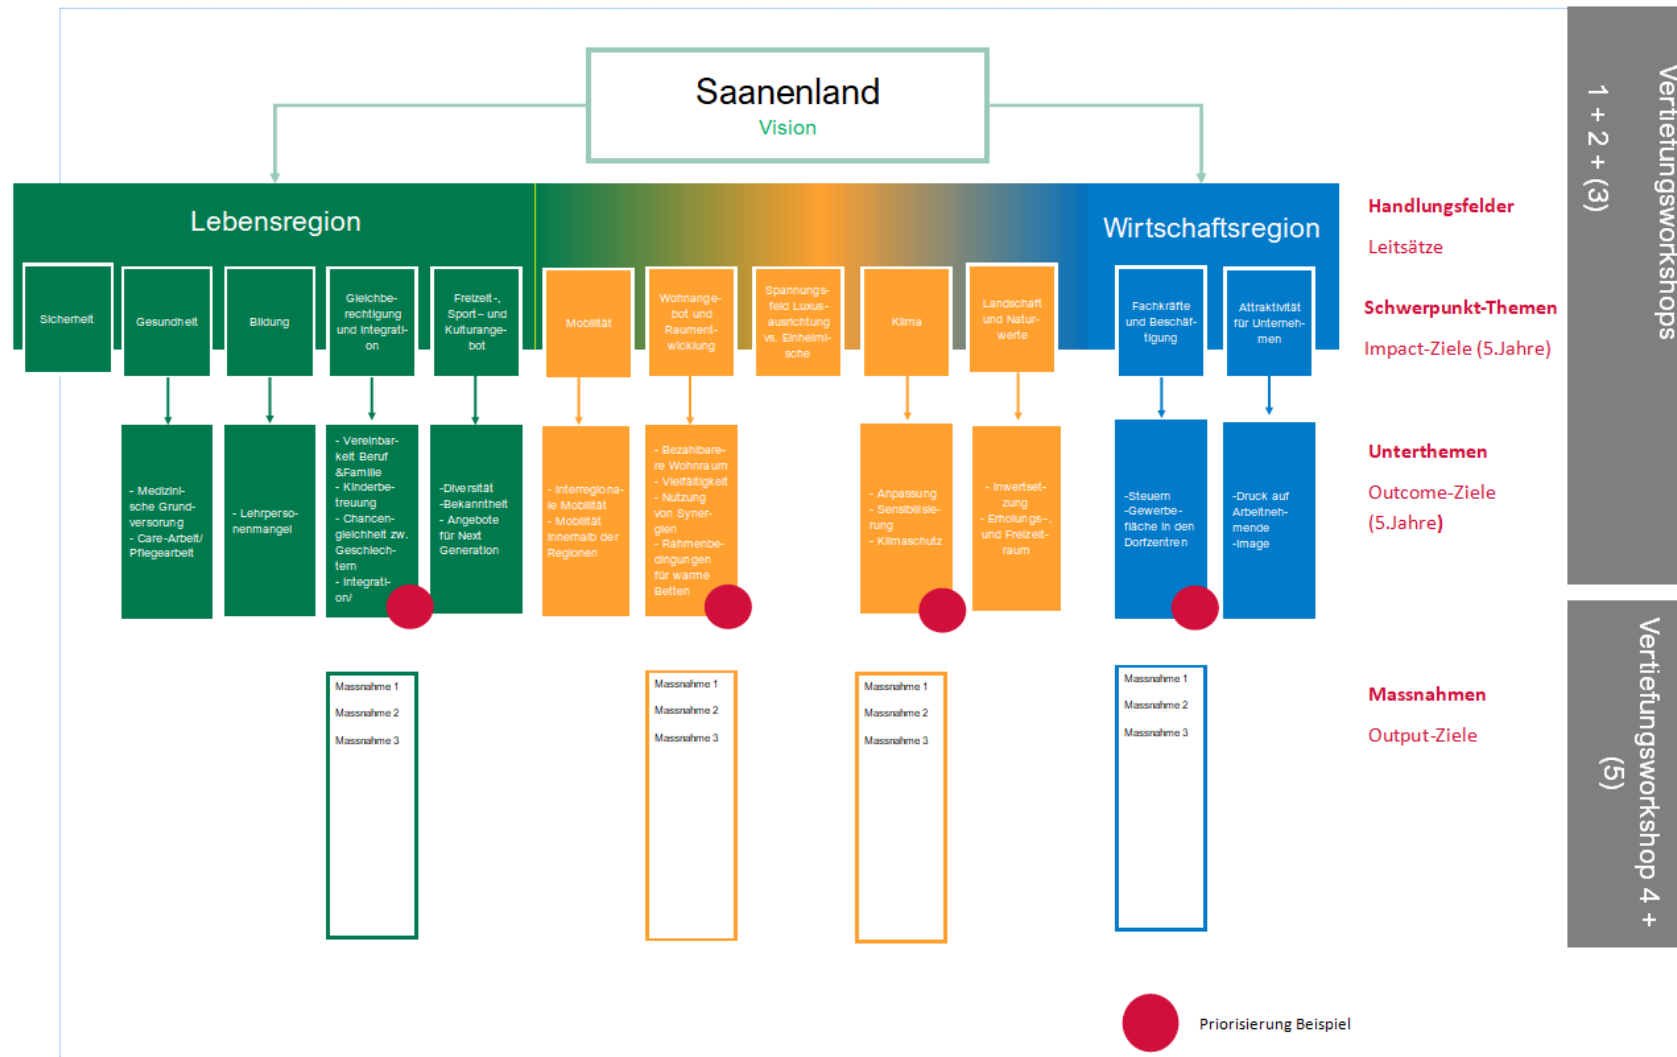 Saanenland
Vision
Lebensregion
Wirtschaftsregion
Sicherheit
Gesundheit
Bildung
Gleichbe-
rechtigung
und Integrati-
on
Freizeit-,
Sport– und
Kulturange-
bot
Mobilität
Wohnange-
bot und
Raument-
wicklung
Spannungs-
feld Luxus-
ausrichtung
vs. Einheimi-
sche
Klima
Landschaft
und Natur-
werte
Fachkräfte
und Beschäf-
tigung
Attraktivität
für Unterneh-
men
- Medizini-
sche Grund-
versorung
- Care-Arbeit/
Pflegearbeit
- Lehrperso-
nenmangel
- Vereinbar-
keit Beruf
&Familie
- Kinderbe-
treuung
- Chancen-
gleichheit zw.
Geschlech-
tern
- Integrati-
on/
-Diversität
-Bekanntheit
- Angebote
für Next
Generation
- Interregiona-
le Mobilität
- Mobilität
innerhalb der
Regionen
- Bezahlbare-
re Wohnraum
- Vielfältigkeit
- Nutzung
von Syner-
gien
- Rahmenbe-
dingungen
für warme
Betten
- Anpassung
- Sensibilisie-
rung
- Klimaschutz
- Inwertset-
zung
- Erholungs–,
und Freizeit-
raum
-Steuern
-Gewerbe-
fläche in den
Dorfzentren
-Druck auf
Arbeitneh-
mende
-Image
Massnahme 1
Massnahme 2
Massnahme 3
Massnahme 1
Massnahme 2
Massnahme 3
Massnahme 1
Massnahme 2
Massnahme 3
Massnahme 1
Massnahme 2
Massnahme 3
Handlungsfelder
Leitsätze
Schwerpunkt-Themen
Impact-Ziele (5.Jahre)
Unterthemen
Outcome-Ziele
(5.Jahre)
Massnahmen
Output-Ziele
Vertiefungsworkshops
1 + 2 + (3)
Vertiefungsworkshop 4 +
(5)
Priorisierung Beispiel